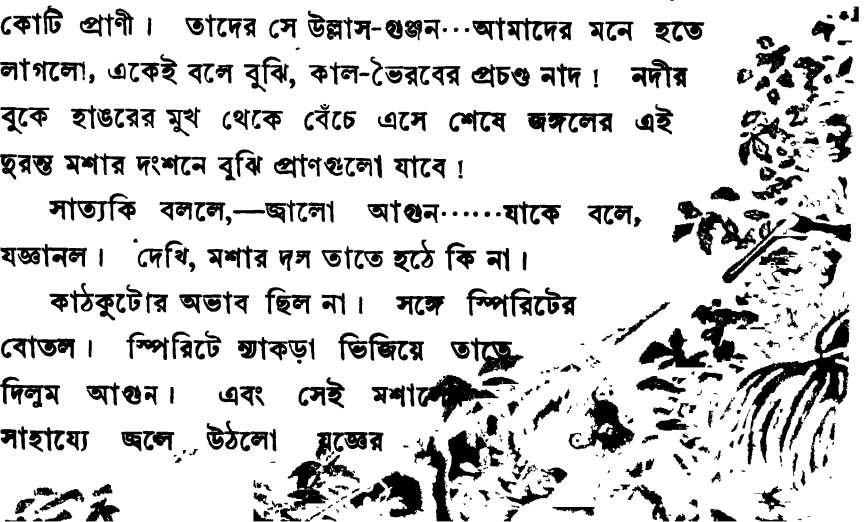 কোটি প্রাণী। তাদের সে উল্লাস-গুঞ্জন···আমাদের মনে হতে
লাগলো, একেই বলে বুঝি, কাল-ভৈরবের প্রচণ্ড নাদ! নদীর
বুকে হাঙরের মুখ থেকে বেঁচে এসে শেষে জঙ্গলের এই
দুরন্ত মশার দংশনে বুঝি প্রাণগুলো যাবে!
সাত্যকি বললে,—জ্বালো আগুন······যাকে বলে,
যজ্ঞানল। দেখি, মশার দল তাতে হঠে কি না।
কাঠকুটোর অভাব ছিল না। সঙ্গে স্পিরিটের
বোতল। স্পিরিটে ন্যাকড়া ভিজিয়ে তাতে
দিলুম আগুন। এবং সেই মশালের
সাহায্যে জ্বলে উঠলো যজ্ঞের